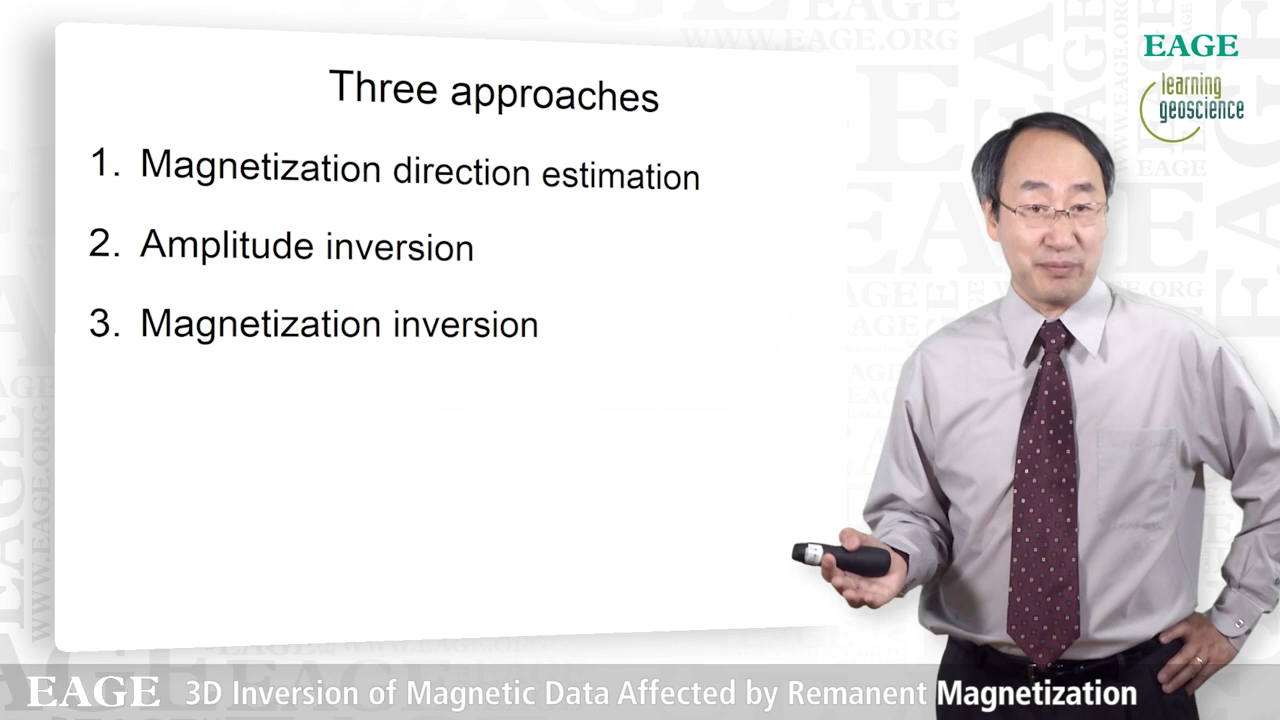 Three approaches
1. Magnetization direction estimation
2. Amplitude inversion
3. Magnetization inversion
EAGE
learning
geoscience
EAGE 3D Inversion of Magnetic Data Affected by Remanent Magnetization